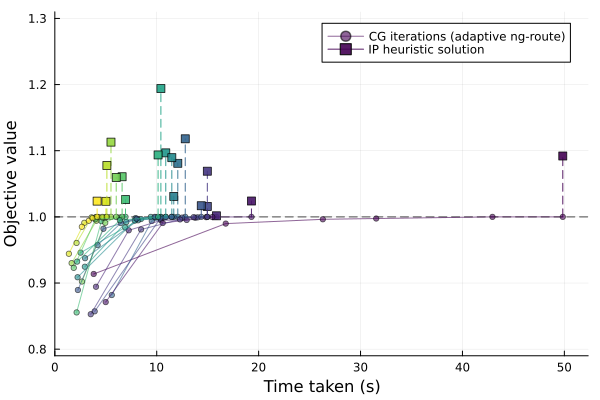 1.3
1.2
1.1
1.0
0.9
0.8
Objective value
CG iterations (adaptive ng-route)
IP heuristic solution
0 10 20 30 40 50
Time taken (s)